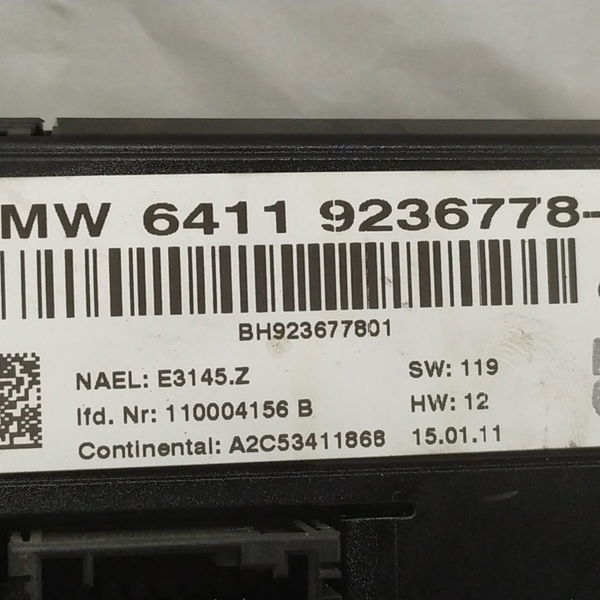 MW 6411 9236778-
BH923677801
NAEL: E3145.Z SW: 119
lfd. Nr: 110004156 B HW: 12
Continental: A2C53411868 15.01.11